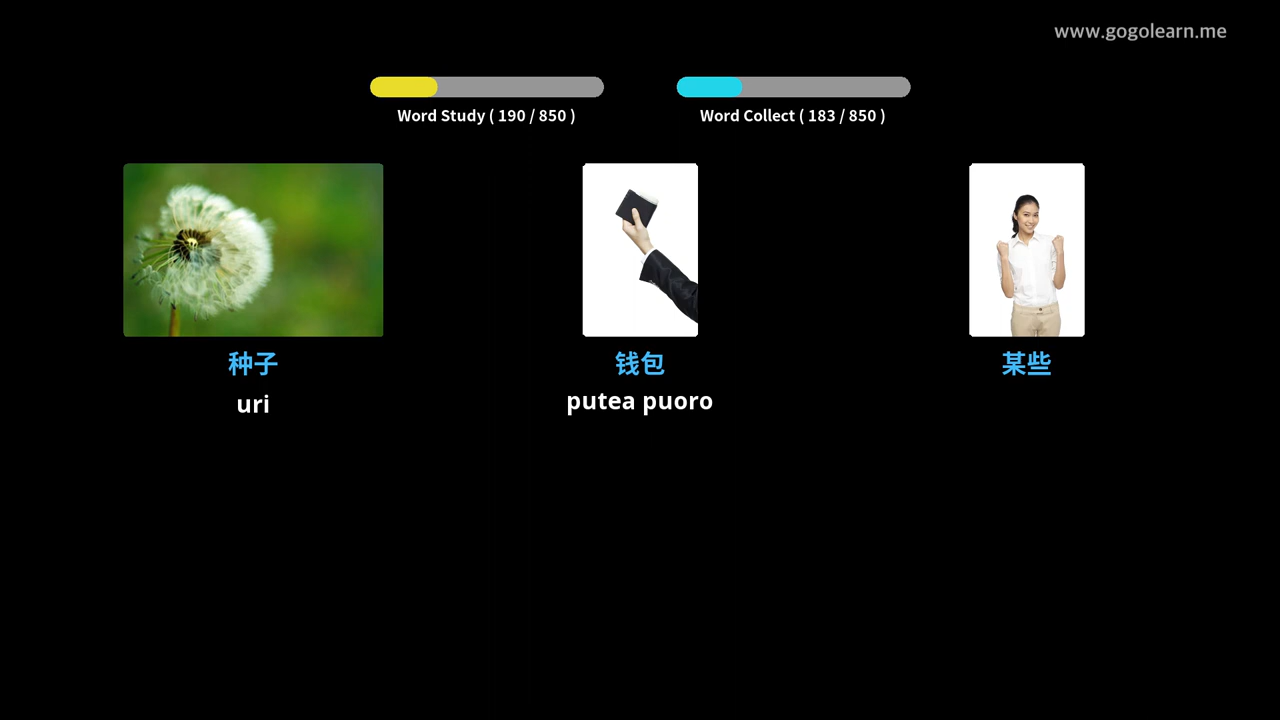 www.gogolearn.me
Word Study ( 190 / 850 )
Word Collect ( 183 / 850 )
种子
钱包
某些
uri
putea puoro